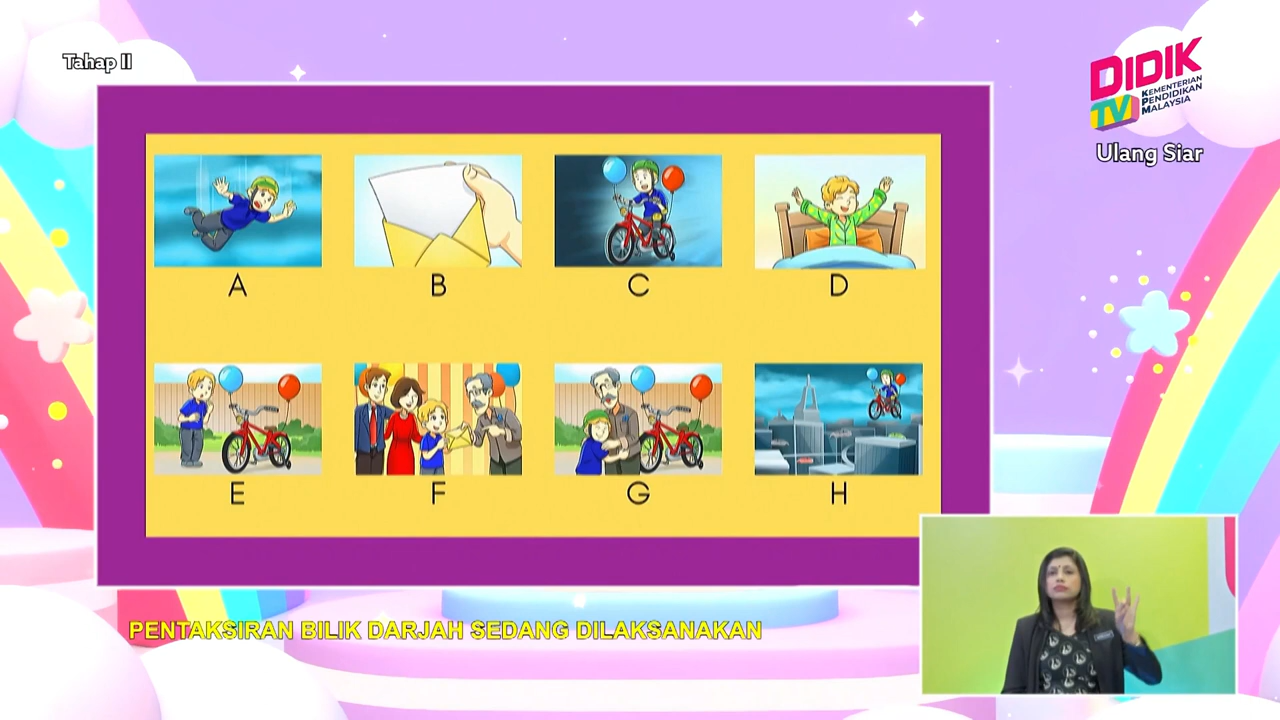 Tahap II
DIDIK
TV
KEMENTERIAN
PENDIDIKAN
MALAYSIA
Ulang Siar
A B C D
E F G H
PENTAKSIRAN BILIK DARJAH SEDANG DILAKSANAKAN